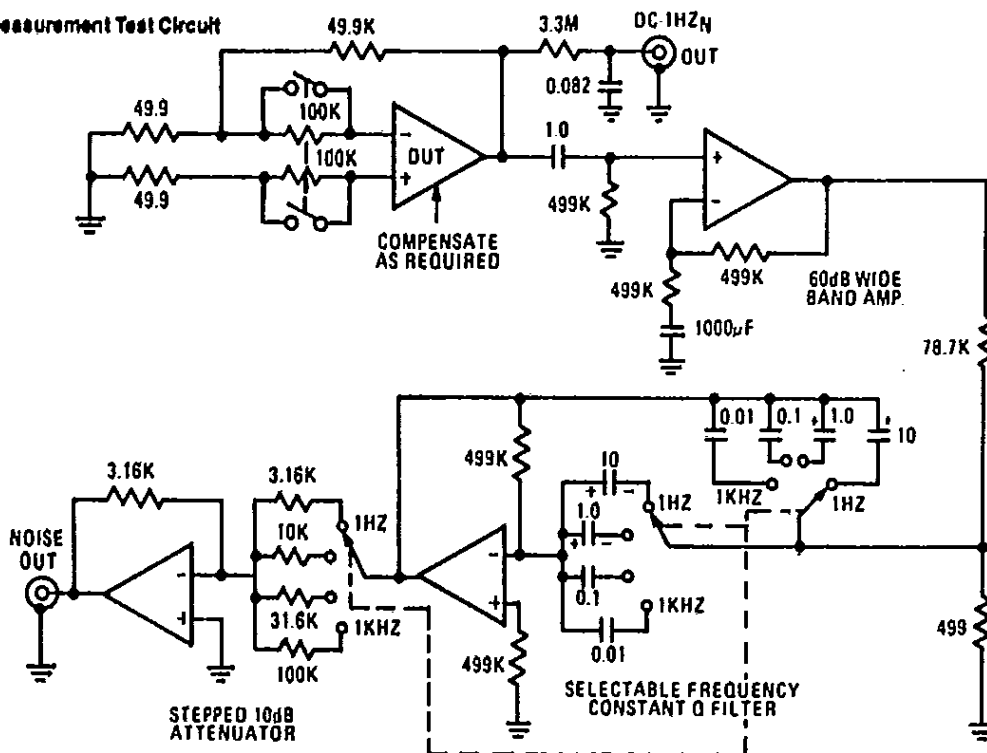 easurement Test Circuit
49.9K
3.3M
DC-1HZN
OUT
0.082
100K
49.9
100K
49.9
DUT
-
+
COMPENSATE
AS REQUIRED
1.0
499K
+
-
499K
499K
1000µF
60dB WIDE
BAND AMP.
78.7K
0.01
0.1
+
1.0
+
10
1KHZ
1HZ
499K
10
+ -
1HZ
1.0
+ -
0.1
1KHZ
0.01
3.16K
3.16K
1HZ
10K
31.6K
1KHZ
100K
NOISE
OUT
-
+
-
+
499K
499
SELECTABLE FREQUENCY
CONSTANT Q FILTER
STEPPED 10dB
ATTENUATOR